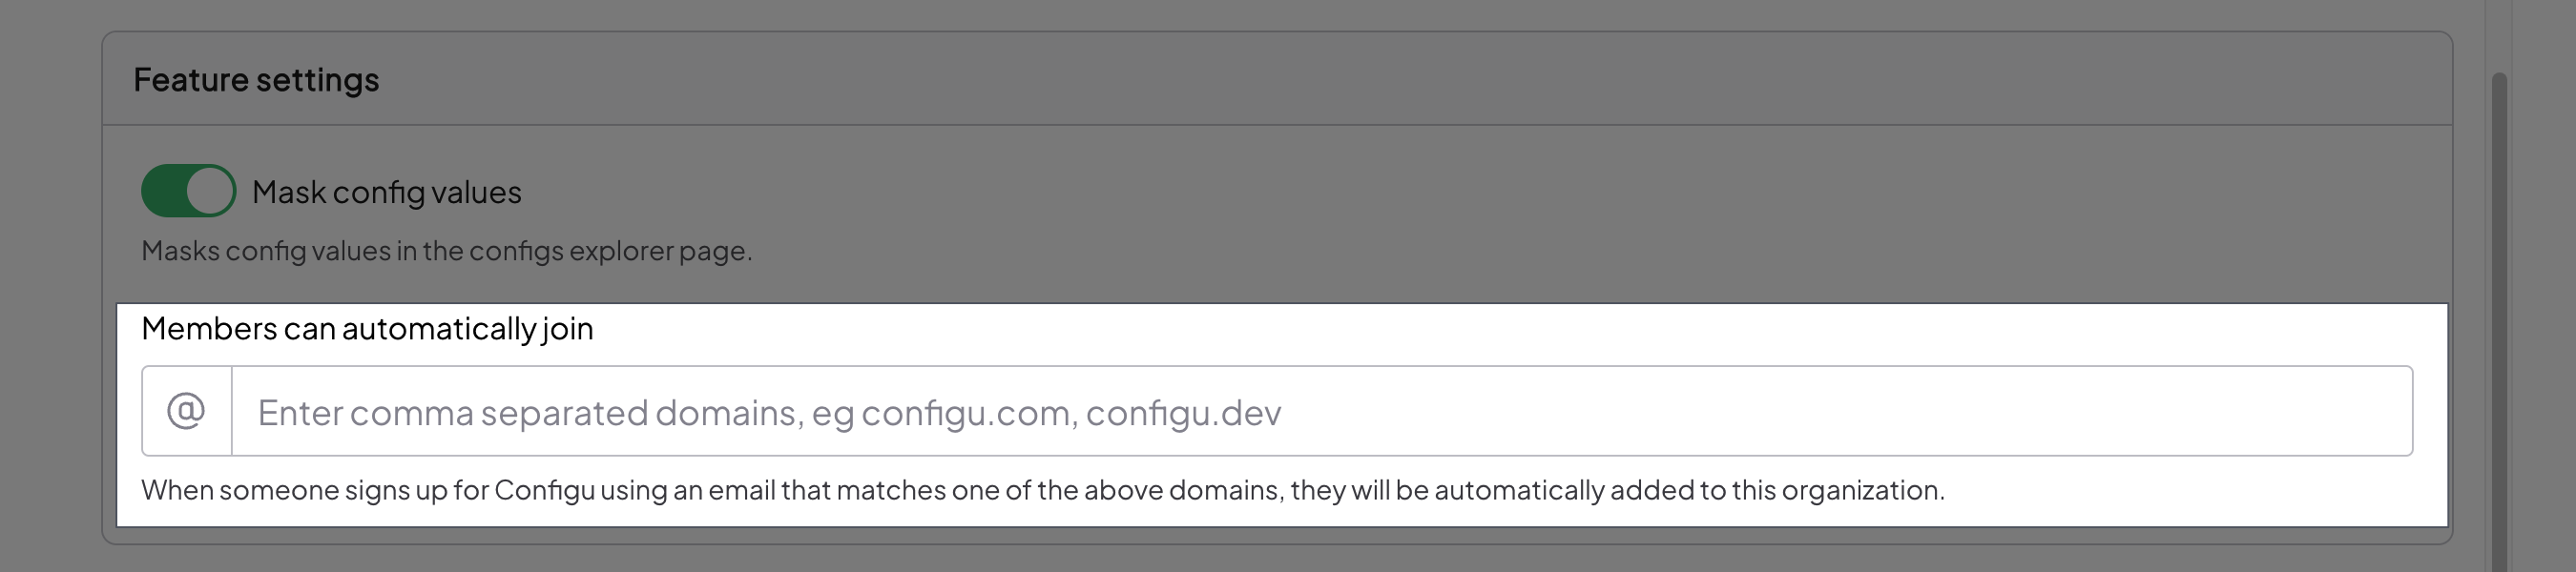 Feature settings
Mask config values
Masks config values in the configs explorer page.
Members can automatically join
@ Enter comma separated domains, eg configu.com, configu.dev
When someone signs up for Configu using an email that matches one of the above domains, they will be automatically added to this organization.